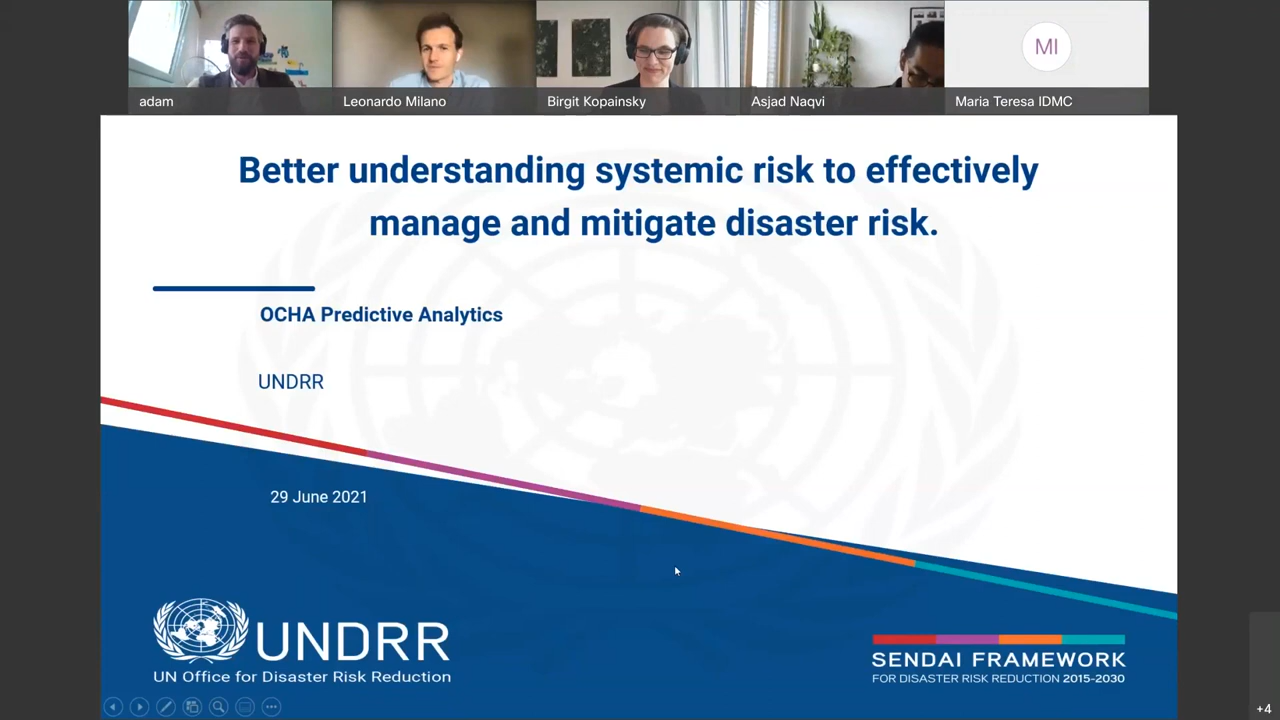 adam
Leonardo Milano
Birgit Kopainsky
Asjad Naqvi
MI
Maria Teresa IDMC
Better understanding systemic risk to effectively
manage and mitigate disaster risk.
OCHA Predictive Analytics
UNDRR
29 June 2021
UNDRR
UN Office for Disaster Risk Reduction
SENDAI FRAMEWORK
FOR DISASTER RISK REDUCTION 2015-2030
+4